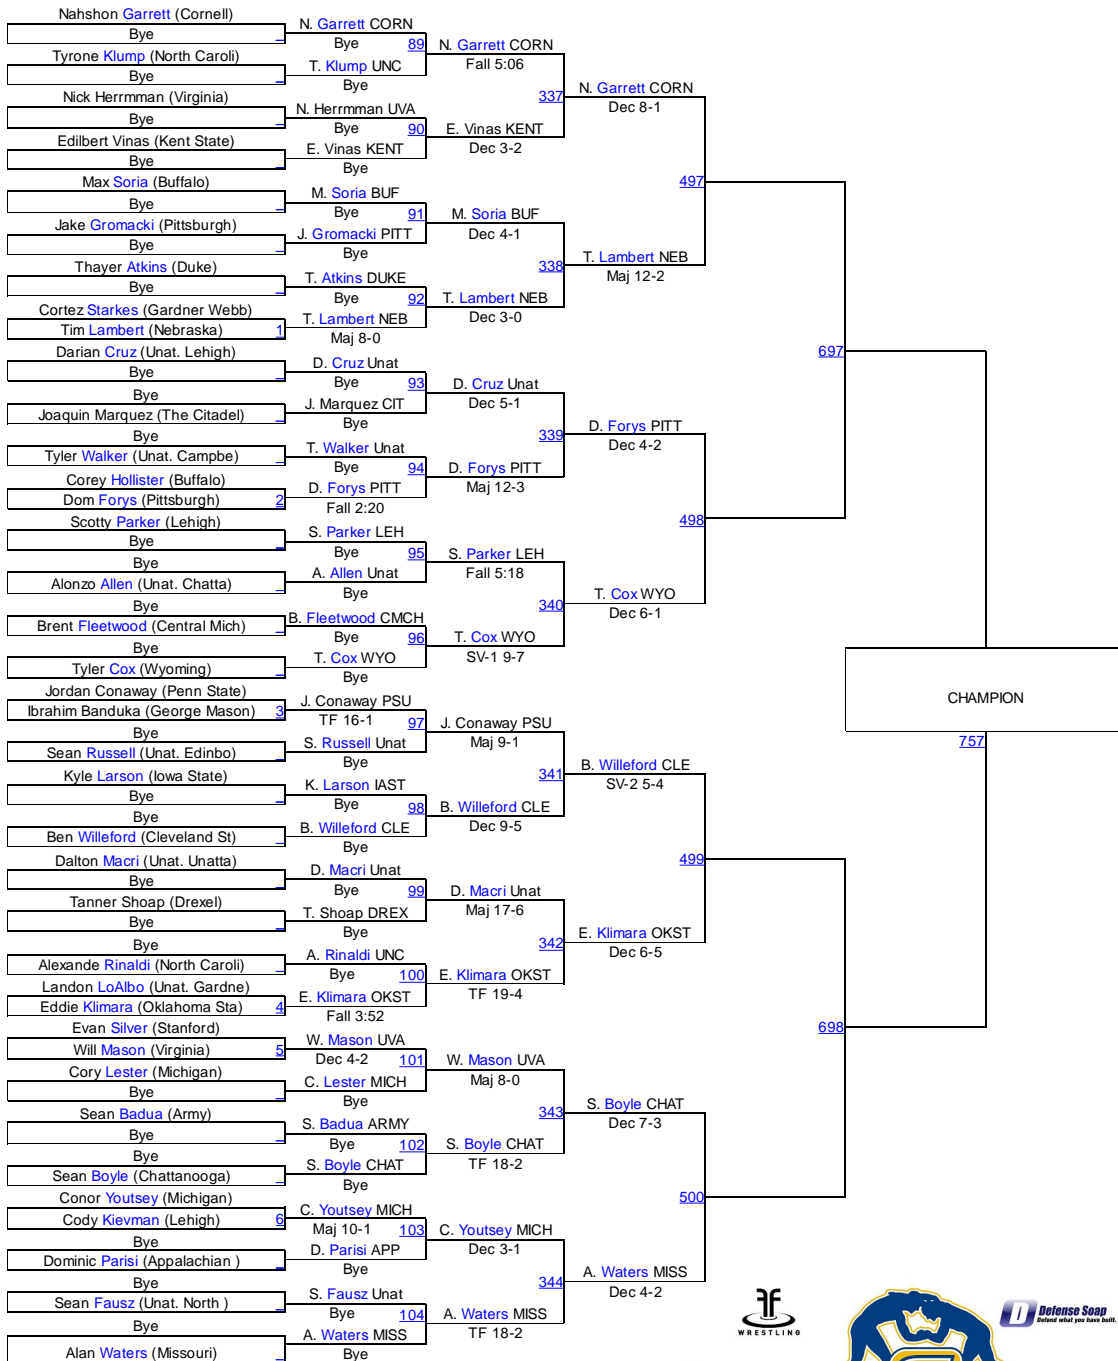 Nahshon Garrett (Cornell)
Bye
Tyrone Klump (North Caroli)
Bye
Nick Herrmman (Virginia)
Bye
Edilbert Vinas (Kent State)
Bye
Max Soria (Buffalo)
Bye
Jake Gromacki (Pittsburgh)
Bye
Thayer Atkins (Duke)
Bye
Cortez Starkes (Gardner Webb)
Tim Lambert (Nebraska) 1
Darian Cruz (Unat. Lehigh)
Bye
Bye
Joaquin Marquez (The Citadel)
Bye
Tyler Walker (Unat. Campbe)
Corey Hollister (Buffalo)
Dom Forys (Pittsburgh) 2
Scotty Parker (Lehigh)
Bye
Alonzo Allen (Unat. Chatta)
Bye
Brent Fleetwood (Central Mich)
Bye
Tyler Cox (Wyoming)
Jordan Conaway (Penn State)
Ibrahim Banduka (George Mason) 3
Bye
Sean Russell (Unat. Edinbo)
Kyle Larson (Iowa State)
Bye
Bye
Ben Willeford (Cleveland St)
Dalton Macri (Unat. Unatta)
Bye
Tanner Shoap (Drexel)
Bye
Bye
Alexande Rinaldi (North Caroli)
Landon LoAlbo (Unat. Gardne)
Eddie Klimara (Oklahoma Sta) 4
Evan Silver (Stanford)
Will Mason (Virginia) 5
Cory Lester (Michigan)
Bye
Sean Badua (Army)
Bye
Bye
Sean Boyle (Chattanooga)
Conor Youtsey (Michigan)
Cody Kievman (Lehigh) 6
Bye
Dominic Parisi (Appalachian )
Bye
Sean Fausz (Unat. North )
Bye
Alan Waters (Missouri)
N. Garrett CORN
Bye 89
T. Klump UNC
Bye
N. Herrmman UVA
Bye 90
E. Vinas KENT
Bye
M. Soria BUF
Bye 91
J. Gromacki PITT
Bye
T. Atkins DUKE
Bye 92
T. Lambert NEB
Maj 8-0
D. Cruz Unat
Bye 93
J. Marquez CIT
Bye
T. Walker Unat
Bye 94
D. Forys PITT
Fall 2:20
S. Parker LEH
Bye 95
A. Allen Unat
Bye
B. Fleetwood CMCH
Bye 96
T. Cox WYO
Bye
J. Conaway PSU
TF 16-1 97
S. Russell Unat
Bye
K. Larson IAST
Bye 98
B. Willeford CLE
Bye
D. Macri Unat
Bye 99
T. Shoap DREX
Bye
A. Rinaldi UNC
Bye 100
E. Klimara OKST
Fall 3:52
W. Mason UVA
Dec 4-2 101
C. Lester MICH
Bye
S. Badua ARMY
Bye 102
S. Boyle CHAT
Bye
C. Youtsey MICH
Maj 10-1 103
D. Parisi APP
Bye
S. Fausz Unat
Bye 104
A. Waters MISS
Bye
N. Garrett CORN
Fall 5:06
337
E. Vinas KENT
Dec 3-2
M. Soria BUF
Dec 4-1
338
T. Lambert NEB
Dec 3-0
D. Cruz Unat
Dec 5-1
339
D. Forys PITT
Maj 12-3
S. Parker LEH
Fall 5:18
340
T. Cox WYO
SV-1 9-7
J. Conaway PSU
Maj 9-1
341
B. Willeford CLE
Dec 9-5
D. Macri Unat
Maj 17-6
342
E. Klimara OKST
TF 19-4
W. Mason UVA
Maj 8-0
343
S. Boyle CHAT
TF 18-2
C. Youtsey MICH
Dec 3-1
344
A. Waters MISS
TF 18-2
N. Garrett CORN
Dec 8-1
497
T. Lambert NEB
Maj 12-2
D. Forys PITT
Dec 4-2
498
T. Cox WYO
Dec 6-1
B. Willeford CLE
SV-2 5-4
499
E. Klimara OKST
Dec 6-5
S. Boyle CHAT
Dec 7-3
500
A. Waters MISS
Dec 4-2
697
698
CHAMPION
757
WRESTLING
D Defense Soap
Defend what you have built.